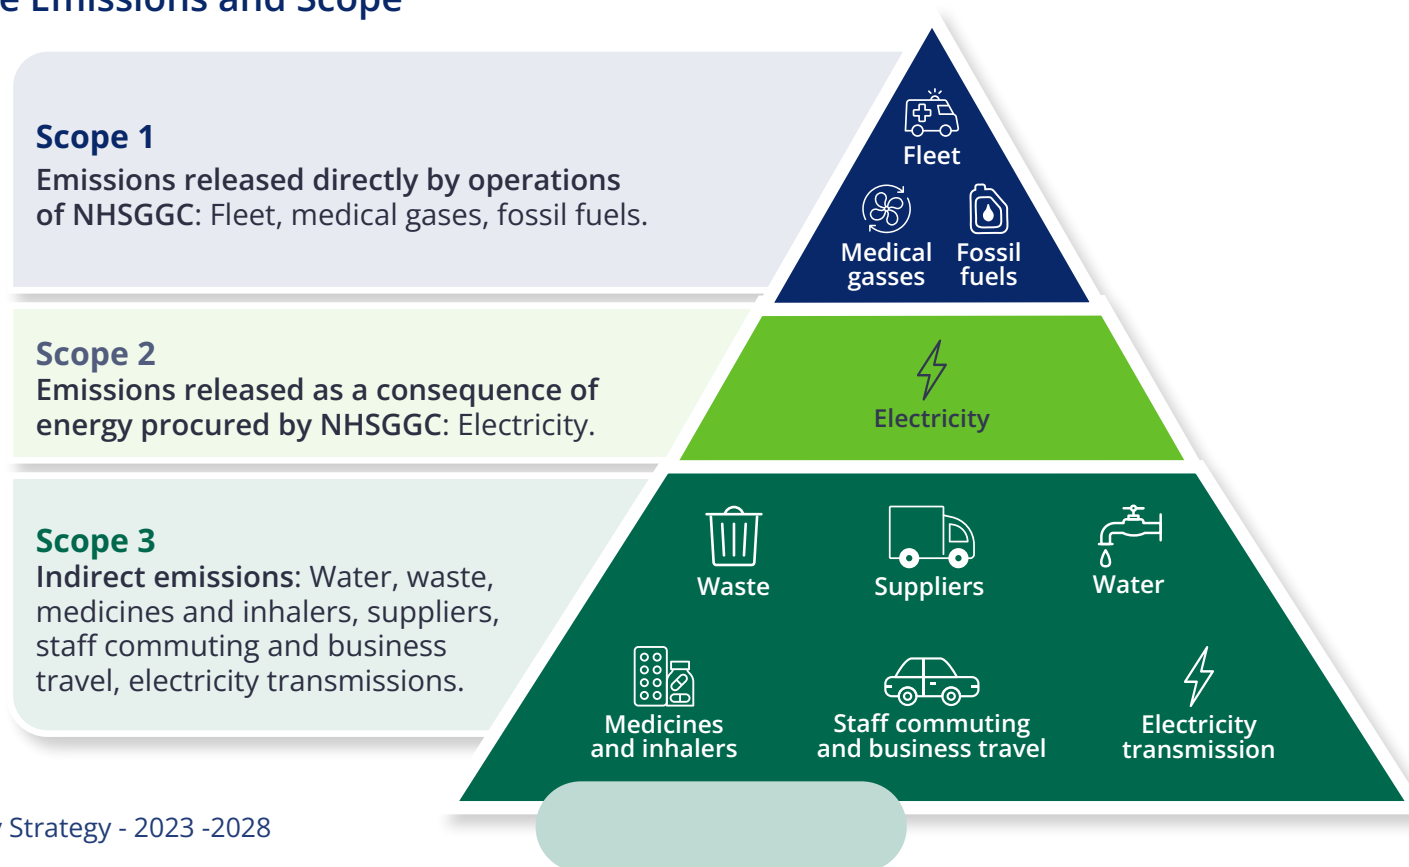 e Emissions and Scope
Scope 1
Emissions released directly by operations
of NHSGGC: Fleet, medical gases, fossil fuels.
Scope 2
Emissions released as a consequence of
energy procured by NHSGGC: Electricity.
Scope 3
Indirect emissions: Water, waste,
medicines and inhalers, suppliers,
staff commuting and business
travel, electricity transmissions.
Fleet
Medical
gasses
Fossil
fuels
Electricity
Waste
Suppliers
Water
Medicines
and inhalers
Staff commuting
and business travel
Electricity
transmission
Strategy - 2023 -2028